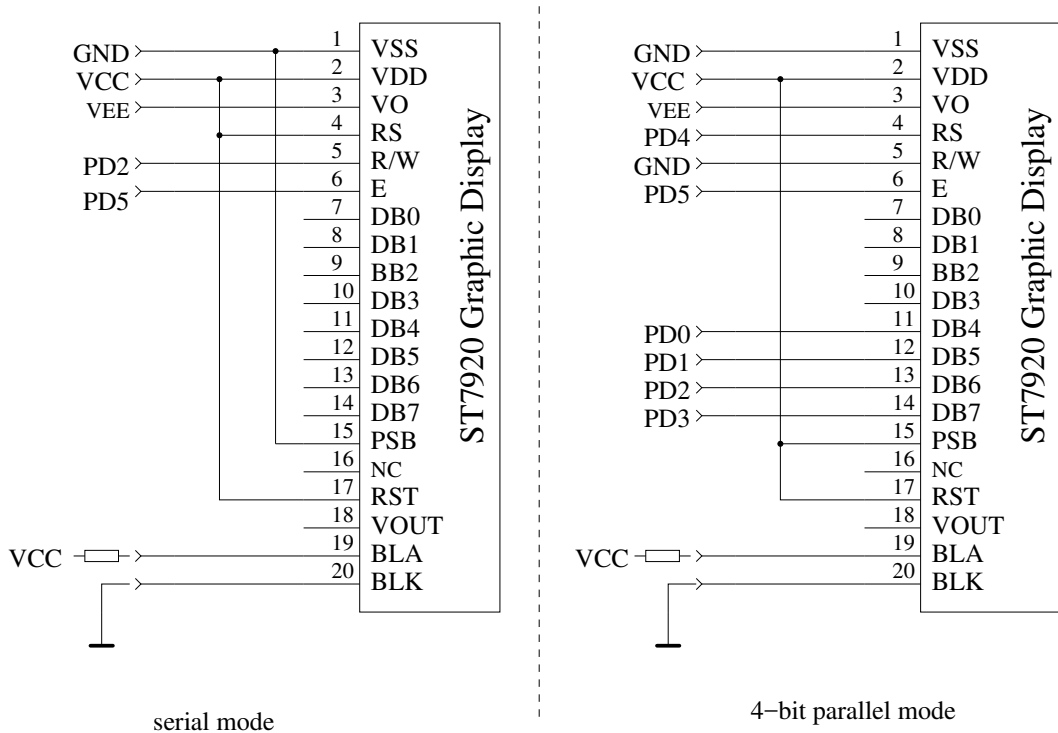 GND 1 VSS
VCC 2 VDD
VEE 3 VO
4 RS
PD2 5 R/W
PD5 6 E
7 DB0
8 DB1
9 BB2
10 DB3
11 DB4
12 DB5
13 DB6
14 DB7
15 PSB
16 NC
17 RST
18 VOUT
VCC 19 BLA
20 BLK
ST7920 Graphic Display
serial mode
GND 1 VSS
VCC 2 VDD
VEE 3 VO
PD4 4 RS
GND 5 R/W
PD5 6 E
7 DB0
8 DB1
9 BB2
10 DB3
PD0 11 DB4
PD1 12 DB5
PD2 13 DB6
PD3 14 DB7
15 PSB
16 NC
17 RST
18 VOUT
VCC 19 BLA
20 BLK
ST7920 Graphic Display
4−bit parallel mode